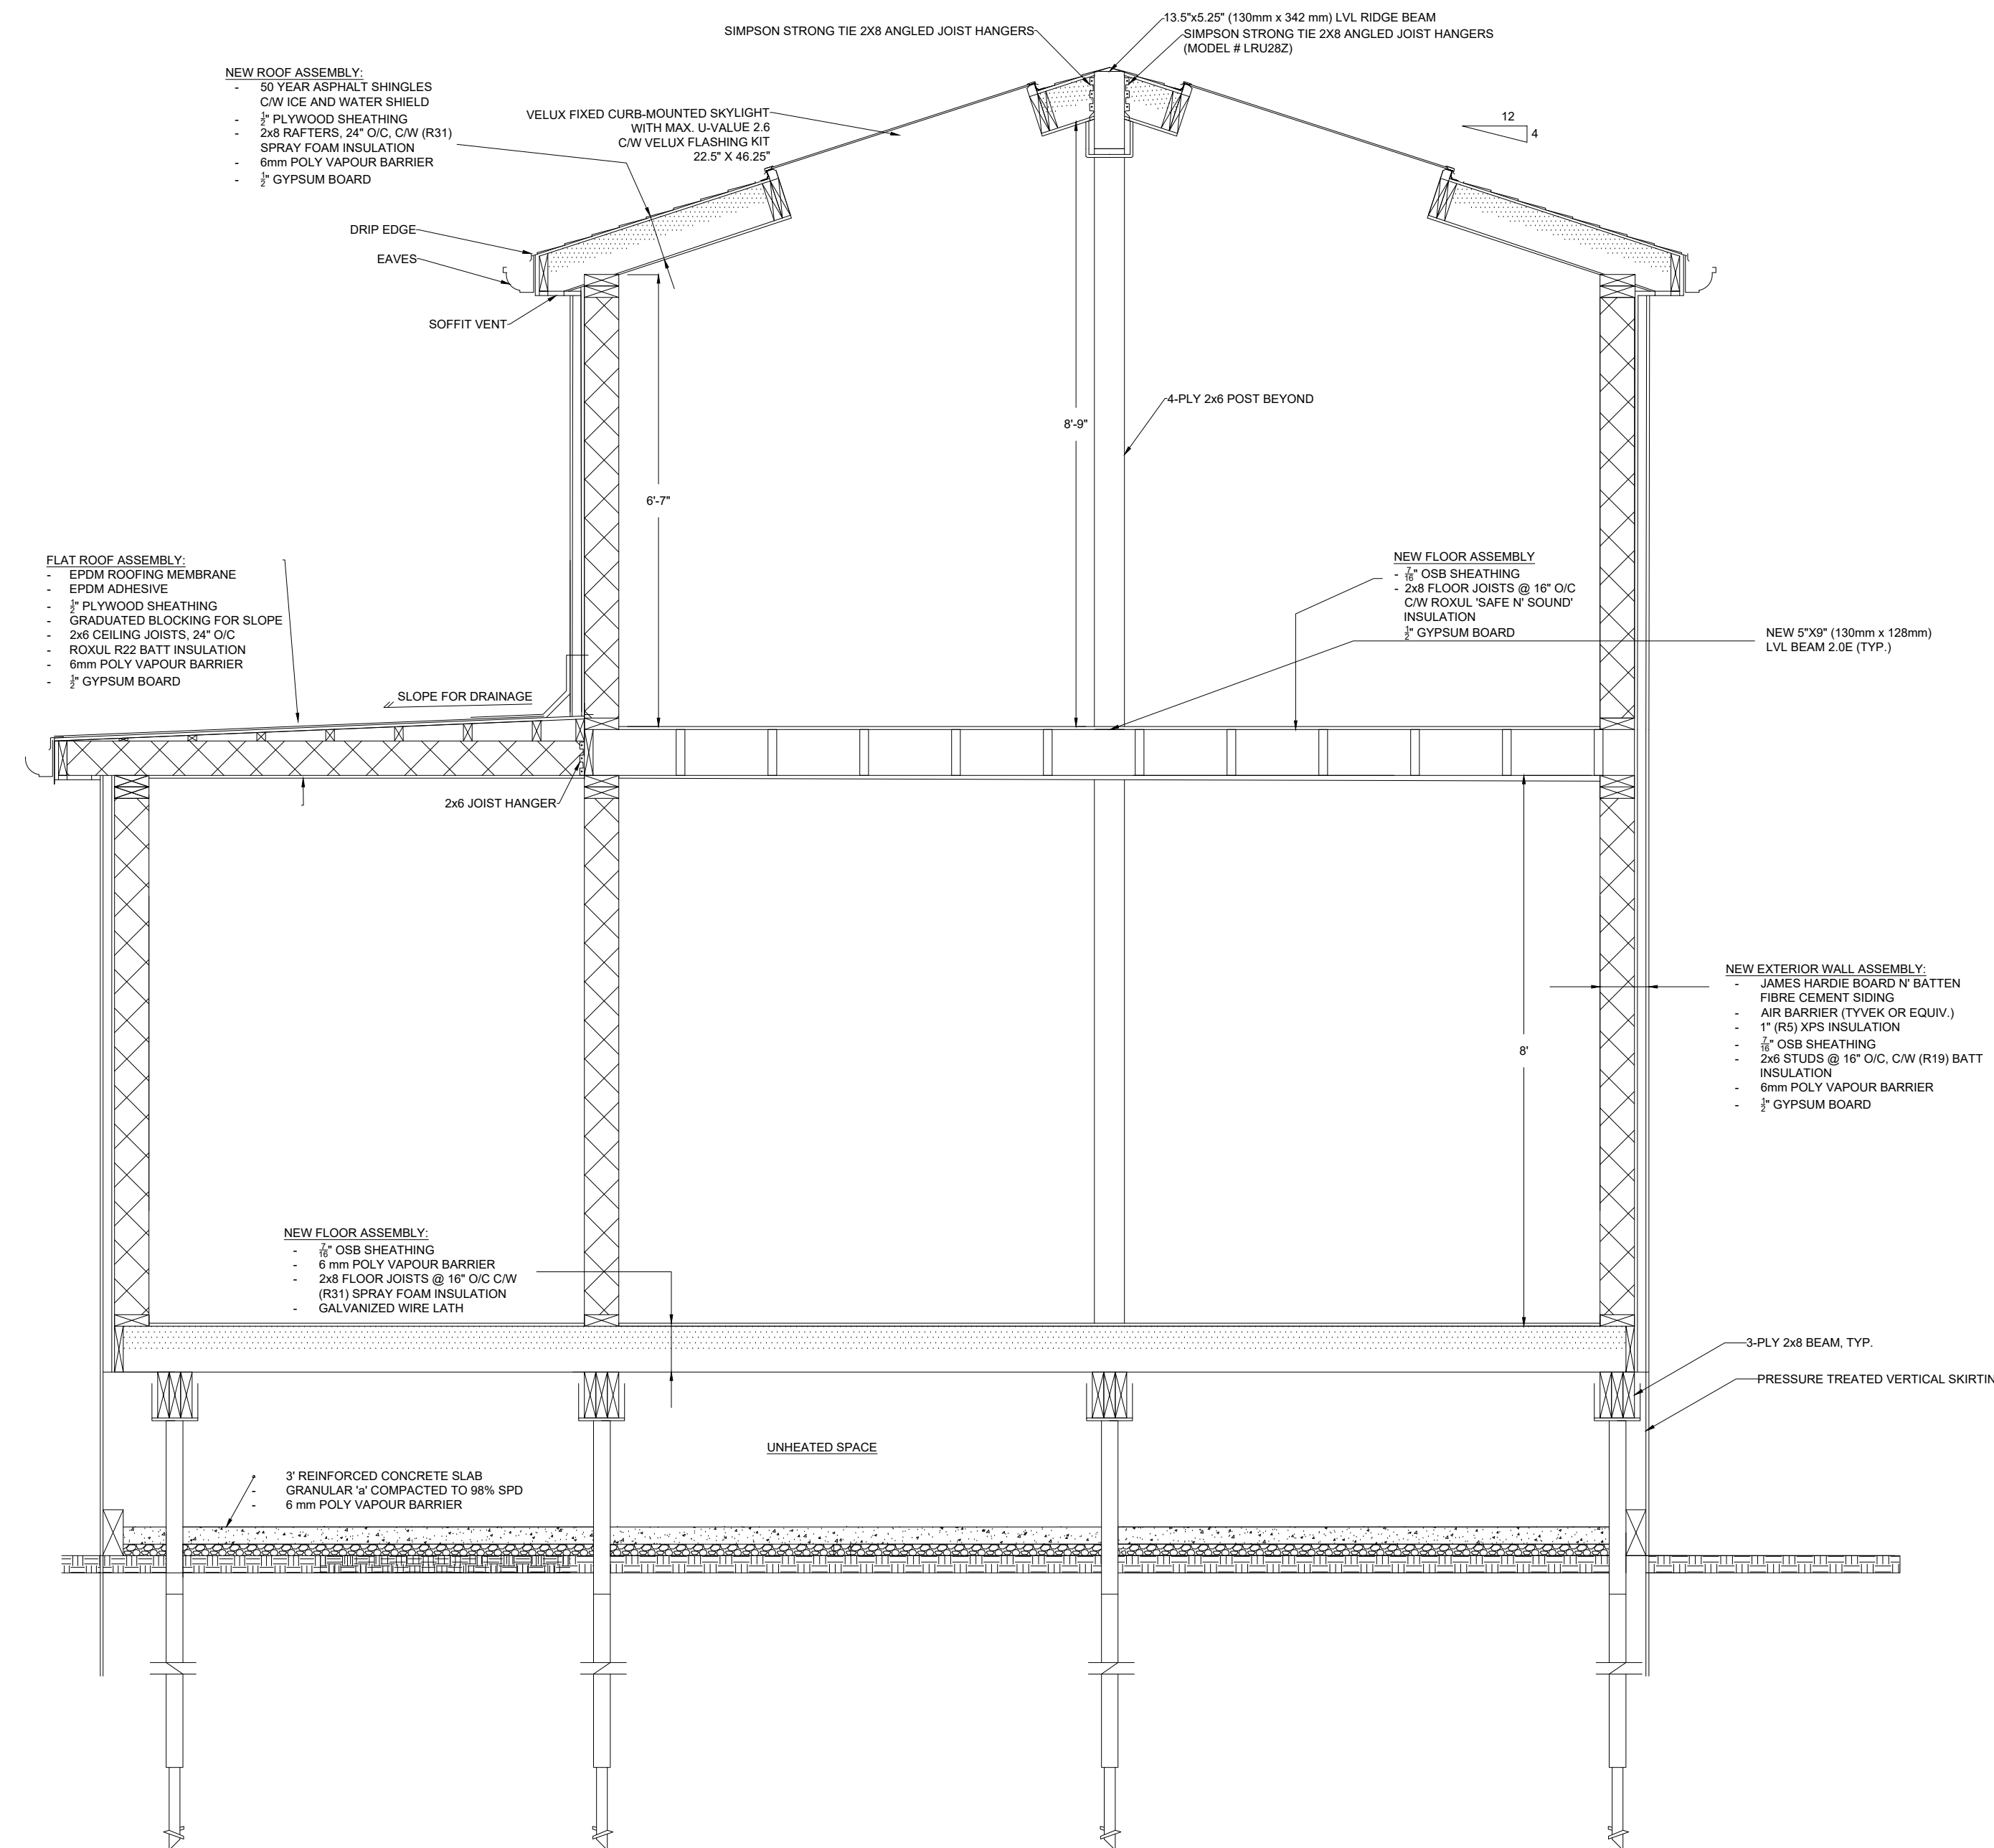 13.5"x5.25" (130mm x 342 mm) LVL RIDGE BEAM
SIMPSON STRONG TIE 2X8 ANGLED JOIST HANGERS
SIMPSON STRONG TIE 2X8 ANGLED JOIST HANGERS
(MODEL # LRU28Z)
NEW ROOF ASSEMBLY:
- 50 YEAR ASPHALT SHINGLES
C/W ICE AND WATER SHIELD
- 1/2" PLYWOOD SHEATHING
- 2x8 RAFTERS, 24" O/C, C/W (R31)
SPRAY FOAM INSULATION
- 6mm POLY VAPOUR BARRIER
- 1/2" GYPSUM BOARD
VELUX FIXED CURB-MOUNTED SKYLIGHT
WITH MAX. U-VALUE 2.6
C/W VELUX FLASHING KIT
22.5" X 46.25"
12
4
DRIP EDGE
EAVES
SOFFIT VENT
4-PLY 2x6 POST BEYOND
8'-9"
6'-7"
FLAT ROOF ASSEMBLY:
- EPDM ROOFING MEMBRANE
- EPDM ADHESIVE
- 1/2" PLYWOOD SHEATHING
- GRADUATED BLOCKING FOR SLOPE
- 2x6 CEILING JOISTS, 24" O/C
- ROXUL R22 BATT INSULATION
- 6mm POLY VAPOUR BARRIER
- 1/2" GYPSUM BOARD
NEW FLOOR ASSEMBLY
- 7/16" OSB SHEATHING
- 2x8 FLOOR JOISTS @ 16" O/C
C/W ROXUL 'SAFE N' SOUND'
INSULATION
1/2" GYPSUM BOARD
NEW 5"X9" (130mm x 128mm)
LVL BEAM 2.0E (TYP.)
SLOPE FOR DRAINAGE
2x6 JOIST HANGER
NEW EXTERIOR WALL ASSEMBLY:
- JAMES HARDIE BOARD N' BATTEN
FIBRE CEMENT SIDING
- AIR BARRIER (TYVEK OR EQUIV.)
- 1" (R5) XPS INSULATION
- 7/16" OSB SHEATHING
- 2x6 STUDS @ 16" O/C, C/W (R19) BATT
INSULATION
- 6mm POLY VAPOUR BARRIER
- 1/2" GYPSUM BOARD
8'
NEW FLOOR ASSEMBLY:
- 7/16" OSB SHEATHING
- 6 mm POLY VAPOUR BARRIER
- 2x8 FLOOR JOISTS @ 16" O/C C/W
(R31) SPRAY FOAM INSULATION
- GALVANIZED WIRE LATH
3-PLY 2x8 BEAM, TYP.
PRESSURE TREATED VERTICAL SKIRTIN
UNHEATED SPACE
- 3' REINFORCED CONCRETE SLAB
- GRANULAR 'a' COMPACTED TO 98% SPD
- 6 mm POLY VAPOUR BARRIER